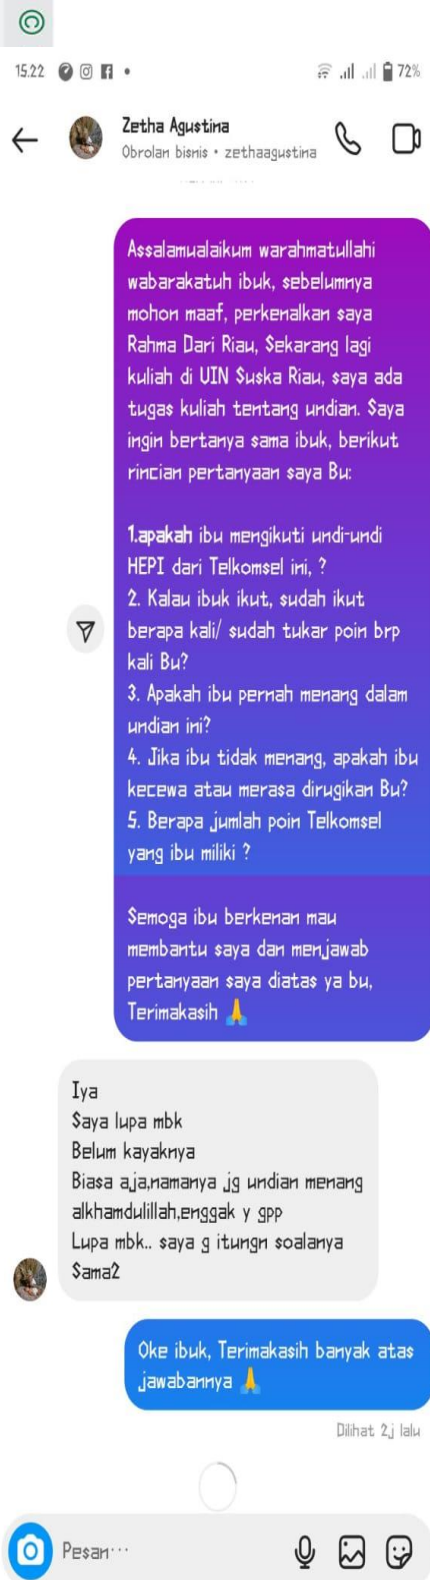 15.22
72%
Zetha Agustina
Obrolan bisnis • zethaagustina
Assalamualaikum warahmatullahi
wabarakatuh ibuk, sebelumnya
mohon maaf, perkenalkan saya
Rahma Dari Riau, Sekarang lagi
kuliah di UIN Suska Riau, saya ada
tugas kuliah tentang undian. Saya
ingin bertanya sama ibuk, berikut
rincian pertanyaan saya Bu:
1.apakah ibu mengikuti undi-undi
HEPI dari Telkomsel ini, ?
2. Kalau ibuk ikut, sudah ikut
berapa kali/ sudah tukar poin brp
kali Bu?
3. Apakah ibu pernah menang dalam
undian ini?
4. Jika ibu tidak menang, apakah ibu
kecewa atau merasa dirugikan Bu?
5. Berapa jumlah poin Telkomsel
yang ibu miliki ?
Semoga ibu berkenan mau
membantu saya dan menjawab
pertanyaan saya diatas ya bu,
Terimakasih 🙏
Iya
Saya lupa mbk
Belum kayaknya
Biasa aja,namanya jg undian menang
alkhamdulillah,enggak y gpp
Lupa mbk.. saya g itungn soalanya
Sama2
Oke ibuk, Terimakasih banyak atas
jawabannya 🙏
Dilihat 2j lalu
Pesan...